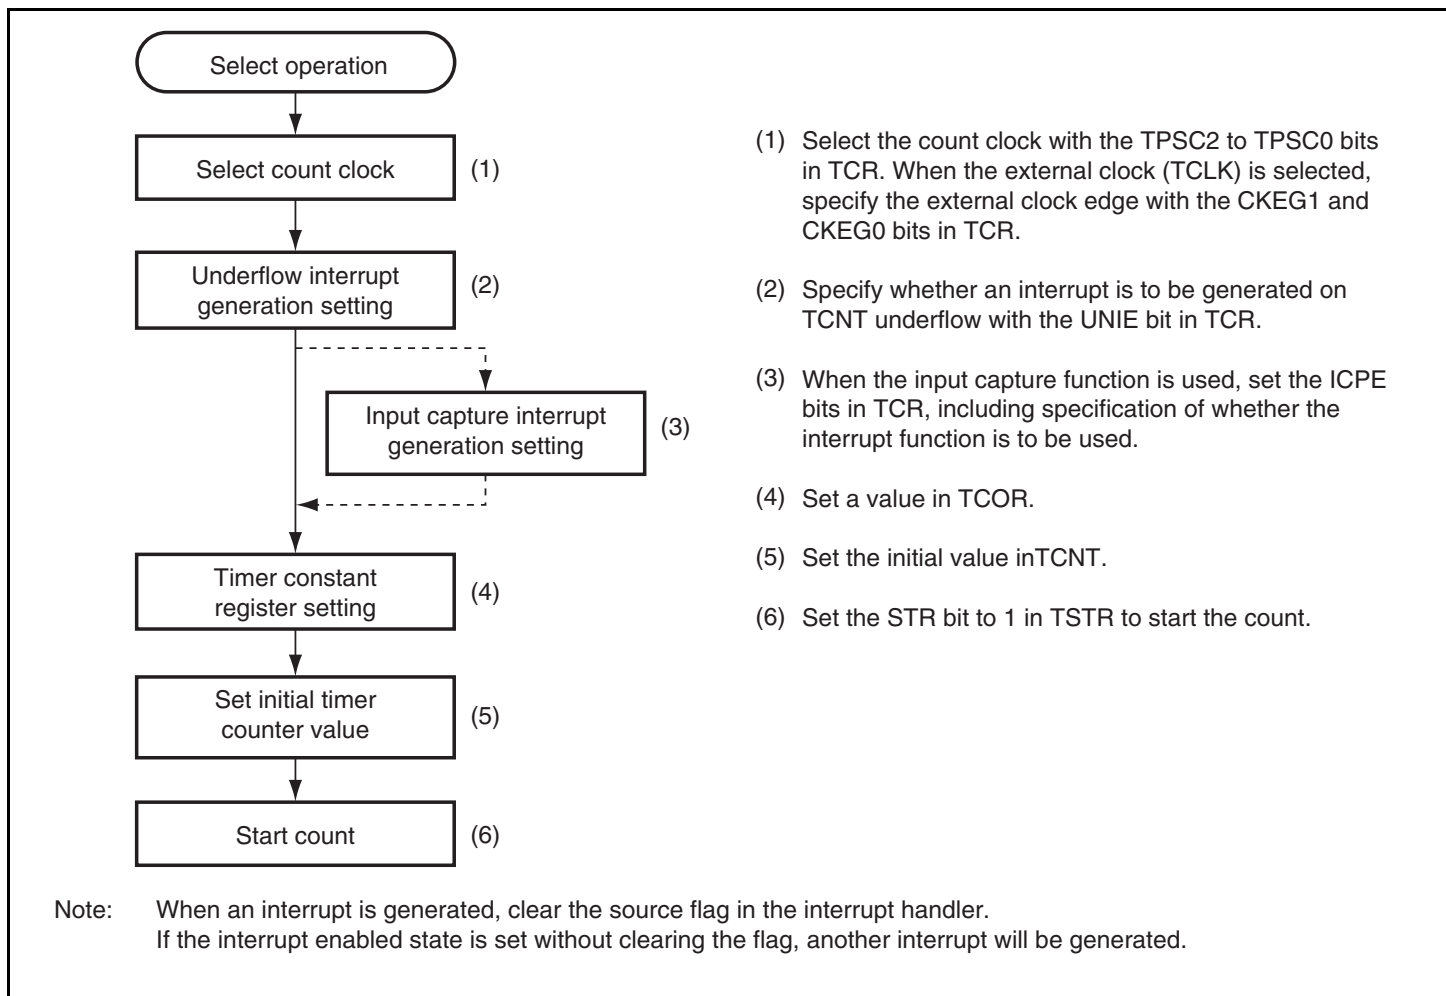 Select operation
Select count clock
(1)
Underflow interrupt
generation setting
(2)
Input capture interrupt
generation setting
(3)
Timer constant
register setting
(4)
Set initial timer
counter value
(5)
Start count
(6)
(1) Select the count clock with the TPSC2 to TPSC0 bits
in TCR. When the external clock (TCLK) is selected,
specify the external clock edge with the CKEG1 and
CKEG0 bits in TCR.
(2) Specify whether an interrupt is to be generated on
TCNT underflow with the UNIE bit in TCR.
(3) When the input capture function is used, set the ICPE
bits in TCR, including specification of whether the
interrupt function is to be used.
(4) Set a value in TCOR.
(5) Set the initial value inTCNT.
(6) Set the STR bit to 1 in TSTR to start the count.
Note: When an interrupt is generated, clear the source flag in the interrupt handler.
If the interrupt enabled state is set without clearing the flag, another interrupt will be generated.